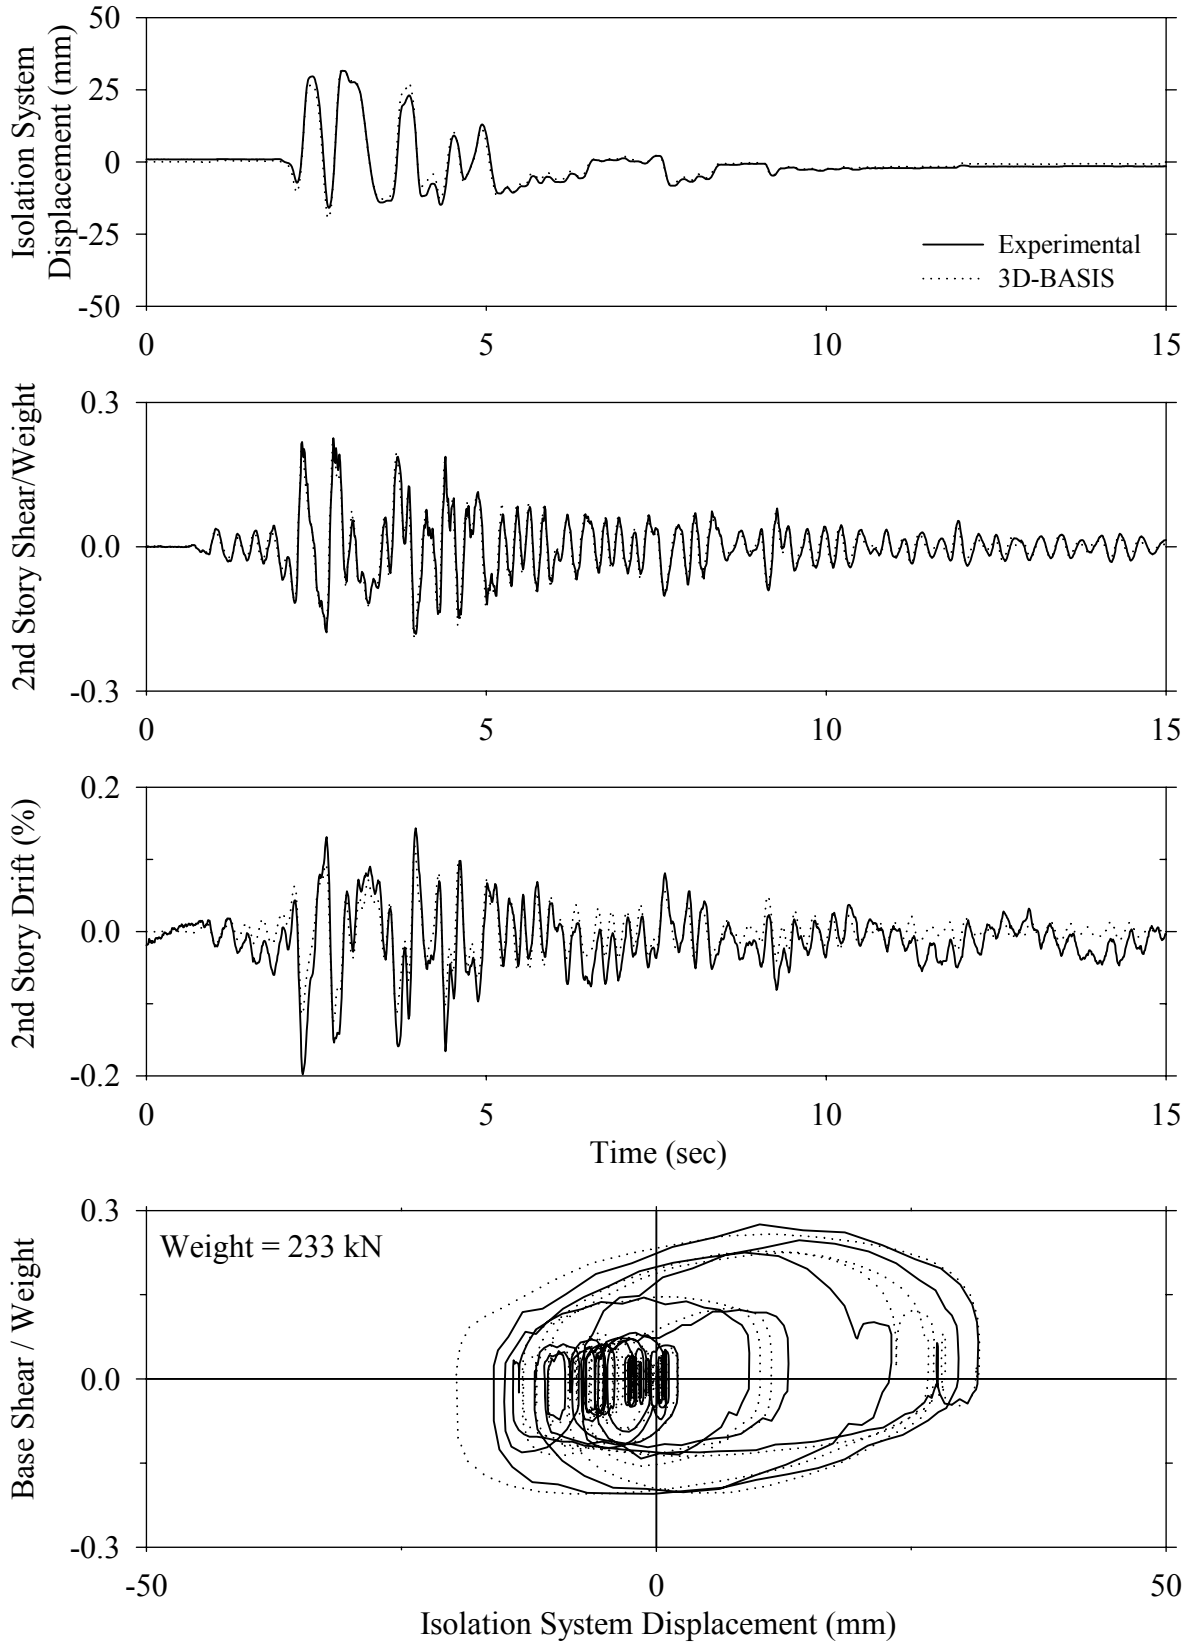 Isolation System
Displacement (mm)
50
25
0
-25
-50
Experimental
3D-BASIS
0
5
10
15
2nd Story Shear/Weight
0.3
0.0
-0.3
0
5
10
15
2nd Story Drift (%)
0.2
0.0
-0.2
0
5
10
15
Time (sec)
Base Shear / Weight
0.3
0.0
-0.3
Weight = 233 kN
-50
0
50
Isolation System Displacement (mm)